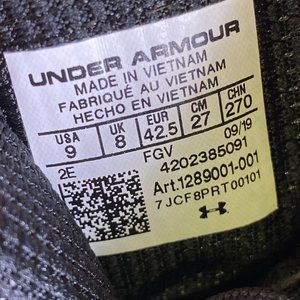 UNDER ARMOUR
MADE IN VIETNAM
FABRIQUÉ AU VIETNAM
HECHO EN VIETNAM
USA UK EUR CM CHN
9 8 42.5 27 270
2E FGV 09/19
4202385091
Art.1289001-001
7JCF8PRT00101